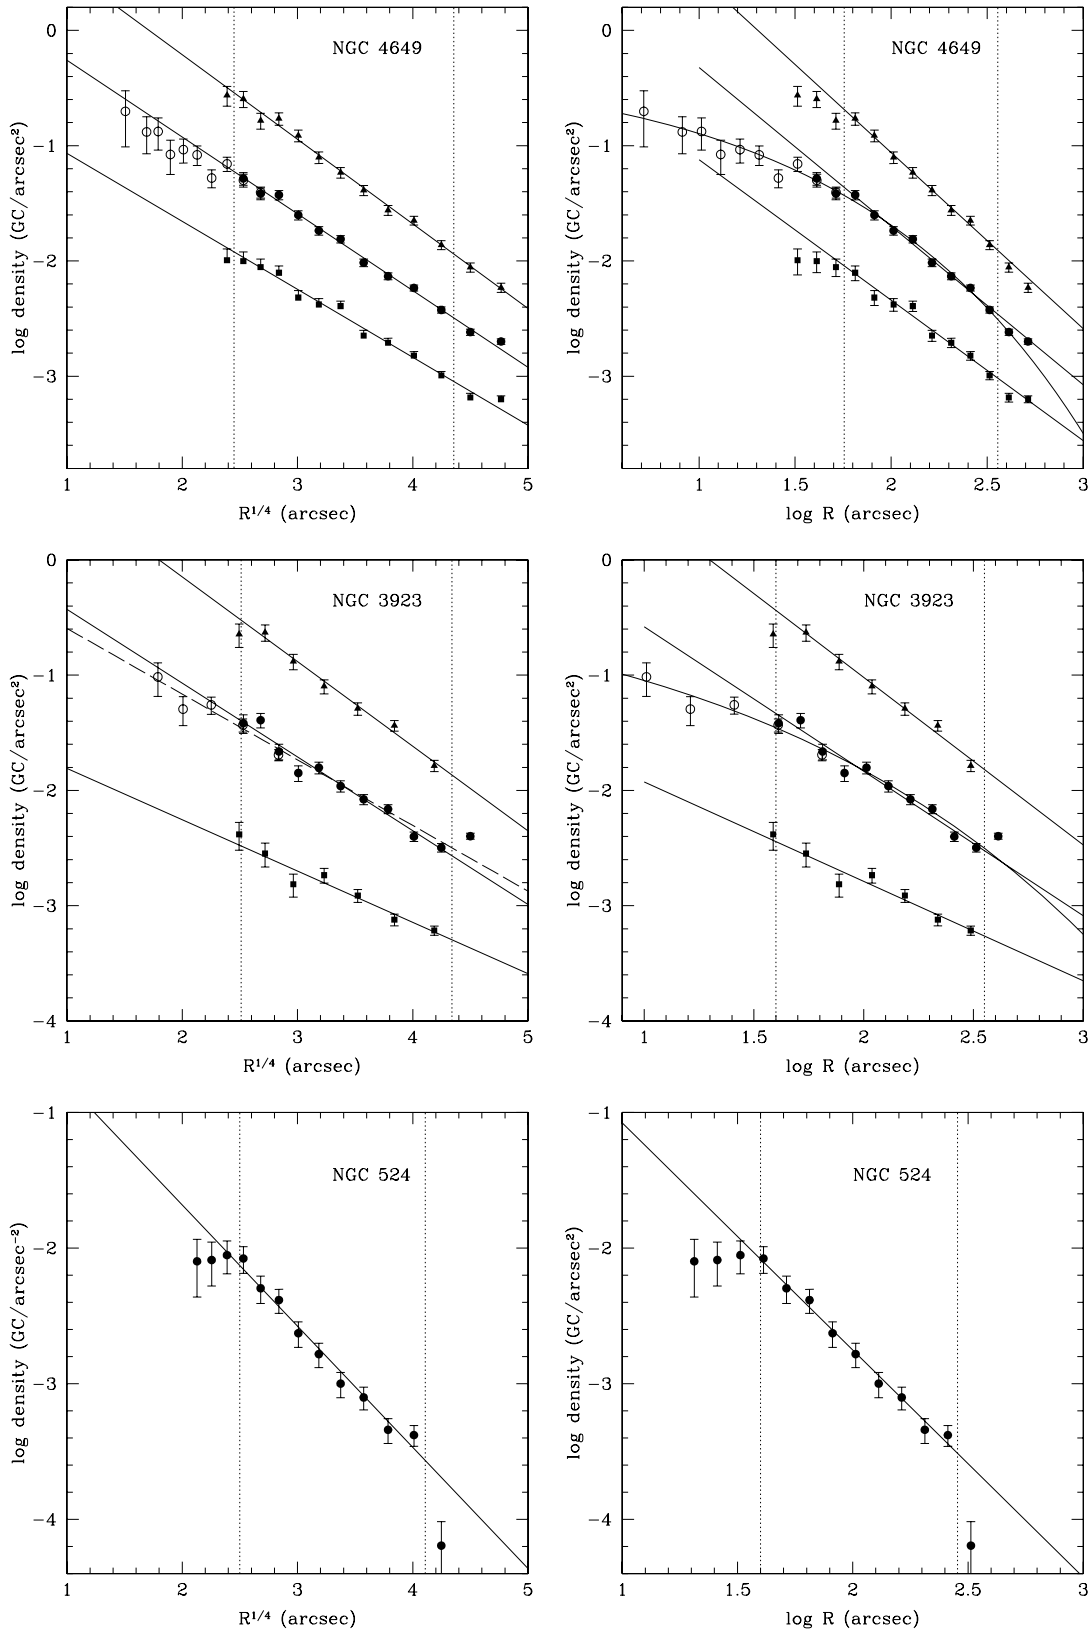 NGC 4649
0
−1
−2
−3
log density (GC/arcsec²)
1 2 3 4 5
R¹/⁴ (arcsec)
NGC 4649
0
−1
−2
−3
log density (GC/arcsec²)
1 1.5 2 2.5 3
log R (arcsec)
NGC 3923
0
−1
−2
−3
−4
log density (GC/arcsec²)
1 2 3 4 5
R¹/⁴ (arcsec)
NGC 3923
0
−1
−2
−3
−4
log density (GC/arcsec²)
1 1.5 2 2.5 3
log R (arcsec)
NGC 524
−1
−2
−3
−4
log density (GC/arcsec⁻²)
1 2 3 4 5
R¹/⁴ (arcsec)
NGC 524
−1
−2
−3
−4
log density (GC/arcsec²)
1 1.5 2 2.5 3
log R (arcsec)